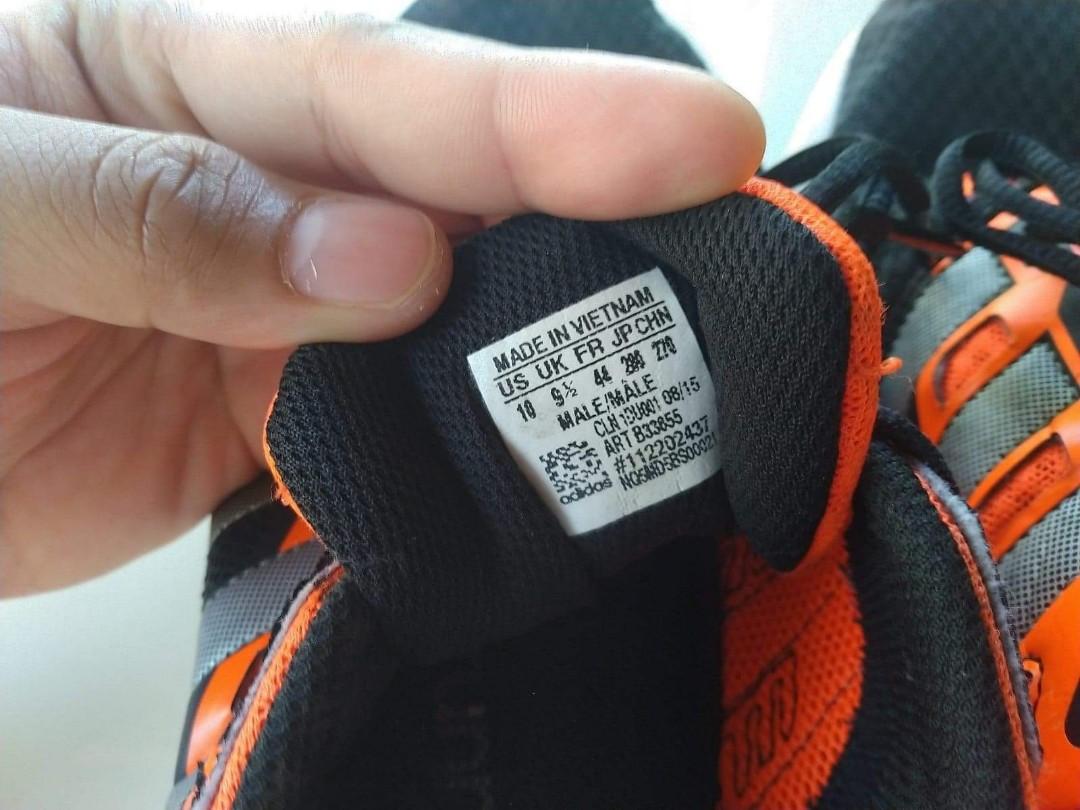 MADE IN VIETNAM
US UK FR JP CHN
10 9½ 44 280 270
MALE/MÂLE
08/15
ART B33855
#112202437
adidas